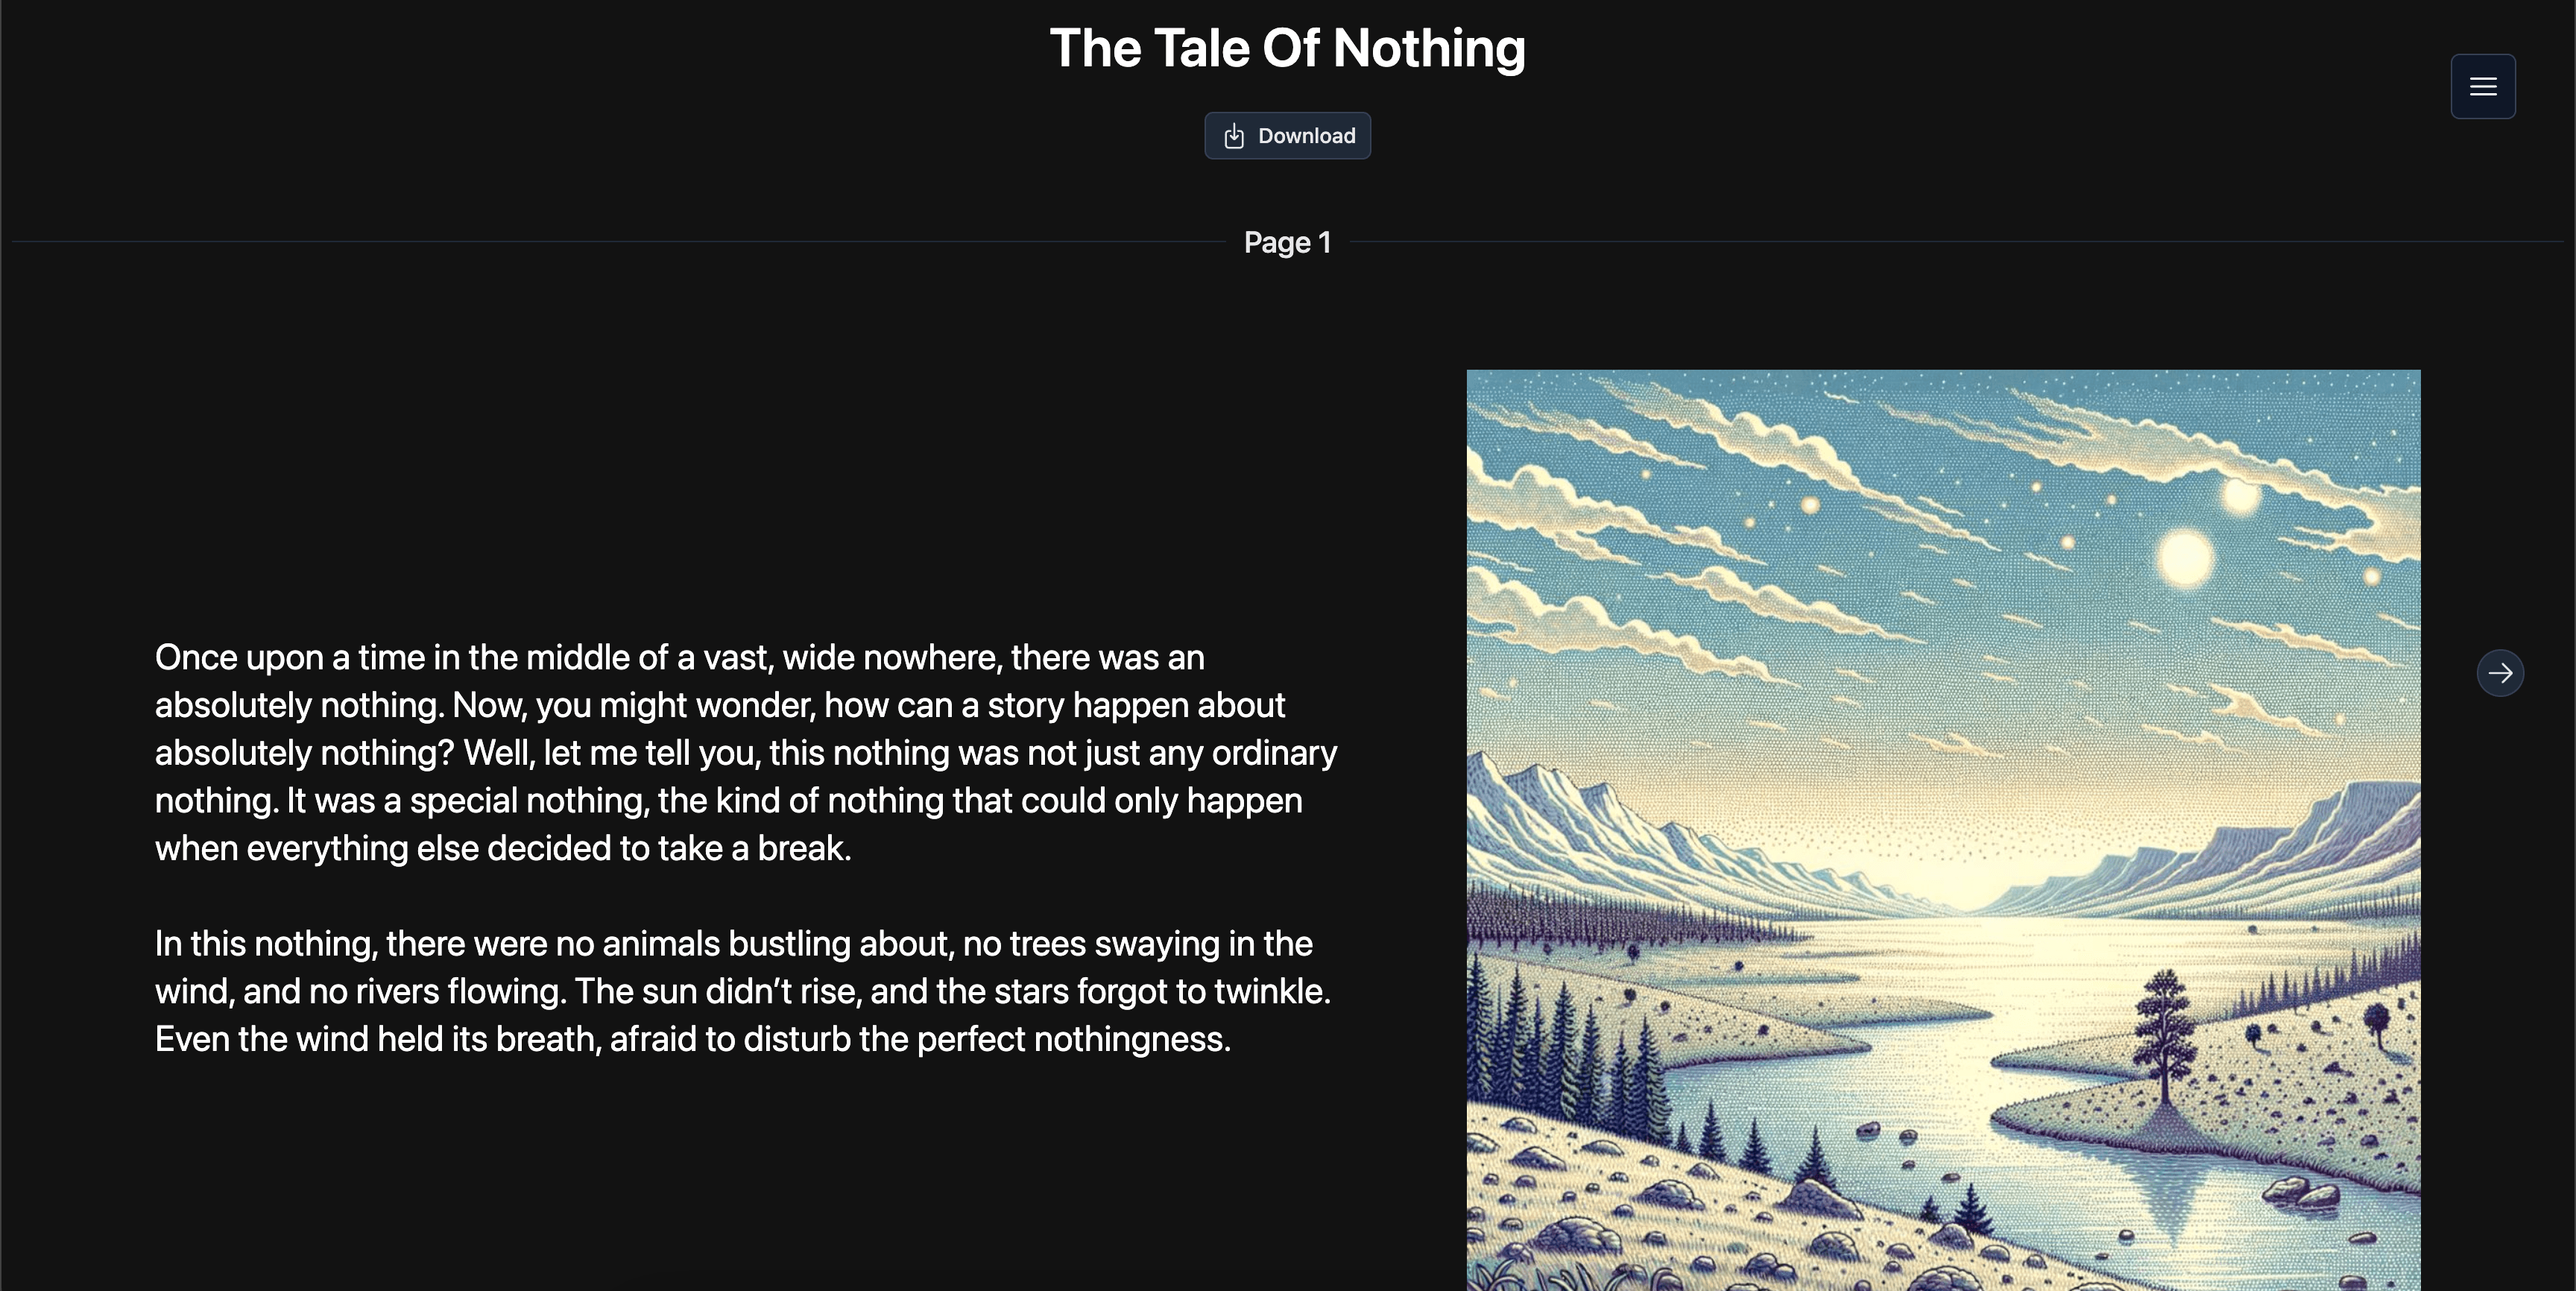 The Tale Of Nothing
Download
Page 1
Once upon a time in the middle of a vast, wide nowhere, there was an
absolutely nothing. Now, you might wonder, how can a story happen about
absolutely nothing? Well, let me tell you, this nothing was not just any ordinary
nothing. It was a special nothing, the kind of nothing that could only happen
when everything else decided to take a break.
In this nothing, there were no animals bustling about, no trees swaying in the
wind, and no rivers flowing. The sun didn’t rise, and the stars forgot to twinkle.
Even the wind held its breath, afraid to disturb the perfect nothingness.